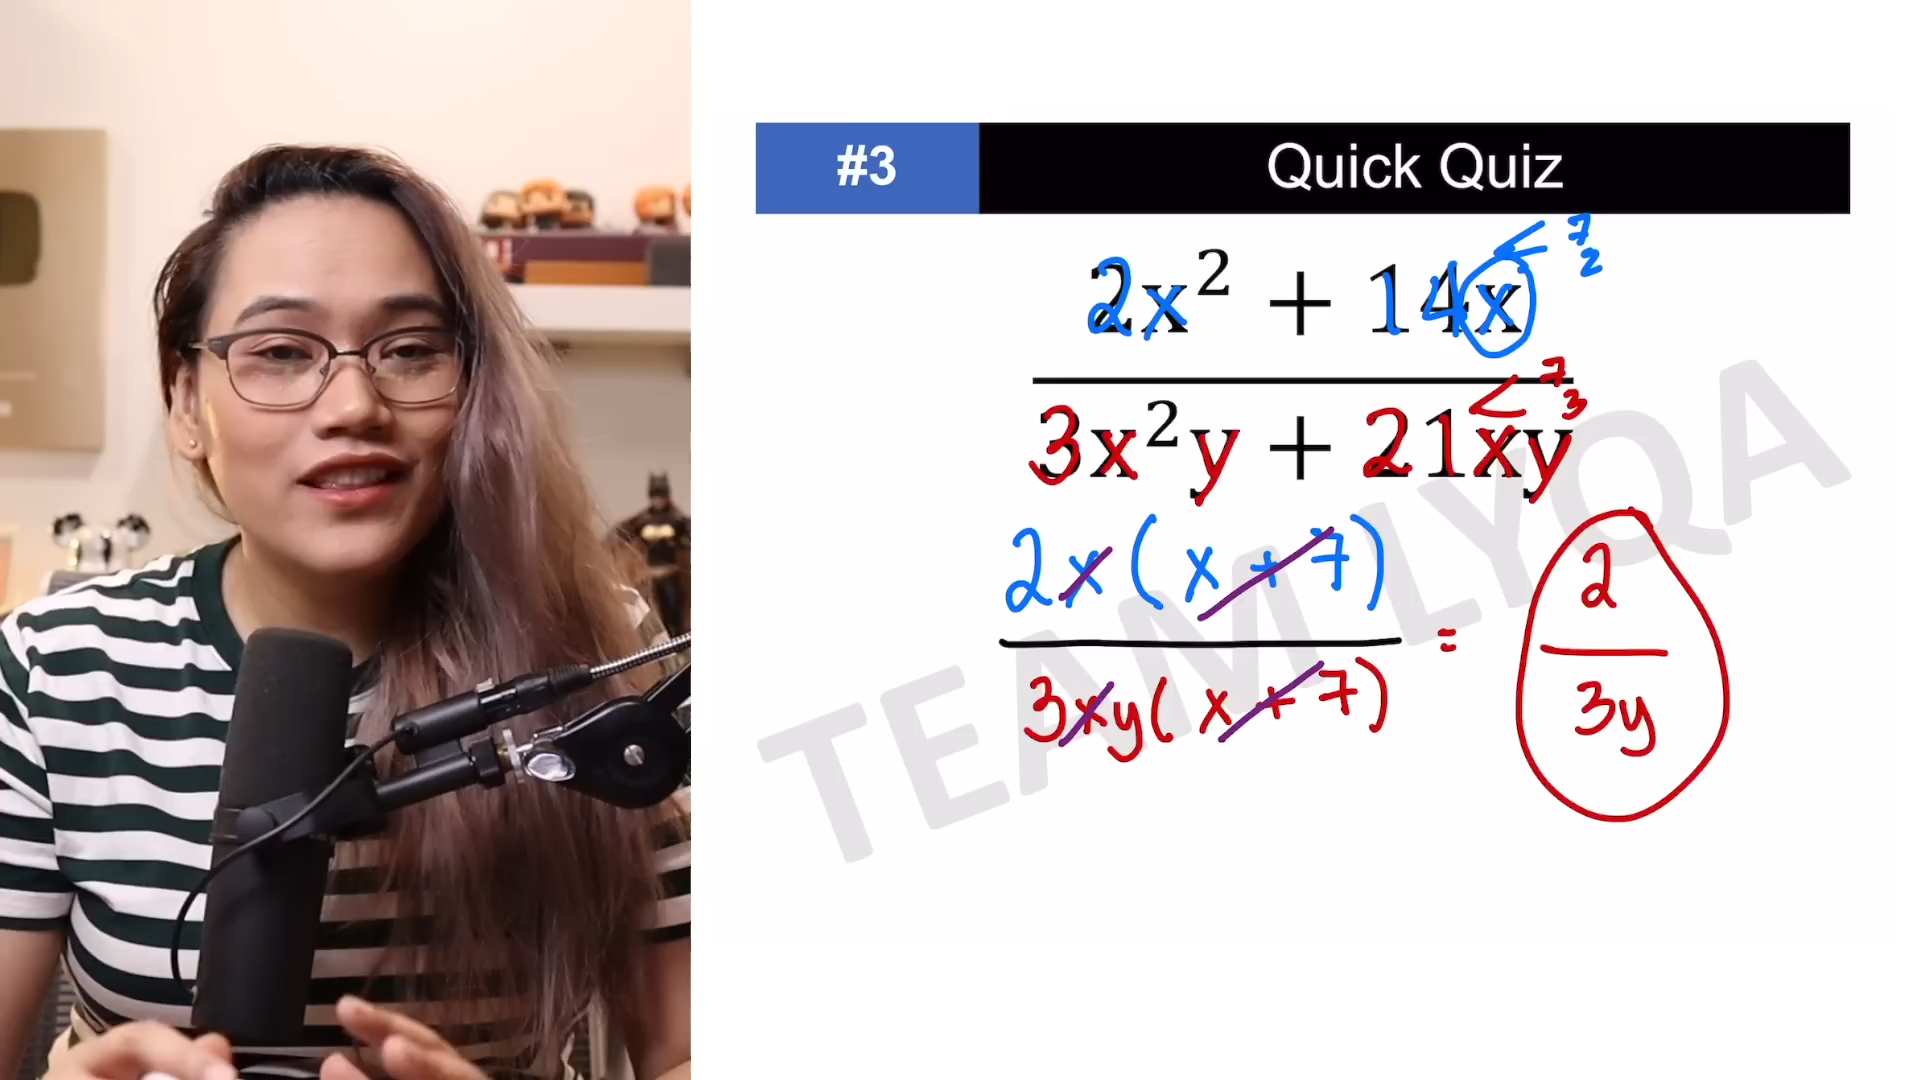 #3 Quick Quiz
7
2x² + 14x < 2
7
3x²y + 21xy < 3
2x(x+7)
3xy(x+7)
=
2
3y
TEAM LYQA